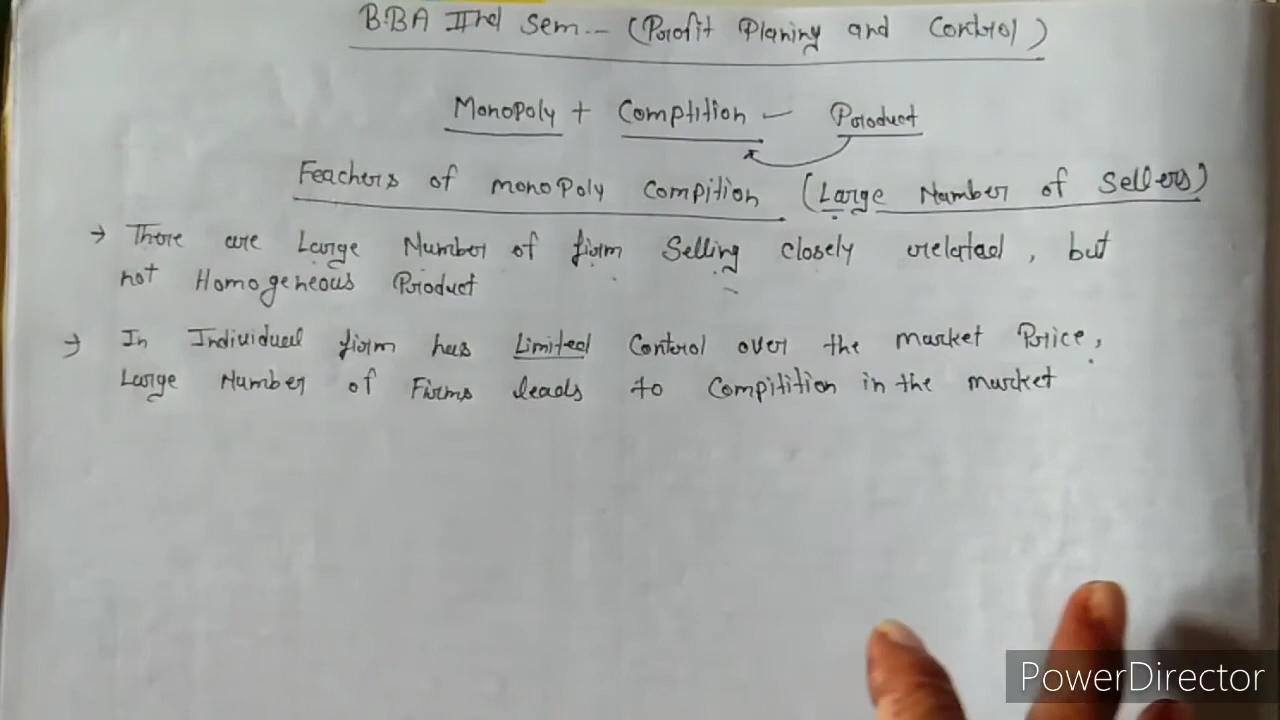 B.B.A IInd Sem.- (Profit Planing and Control)
Monopoly + Comptition - Product
Feachers of monopoly Compition (Large Number of Sellers)
→ There are Large Number of firm Selling closely related, but
not Homogeneous Product
→ In Individual firm has Limited Control over the market Price,
Large Number of Firms leads to Compitition in the market
PowerDirector